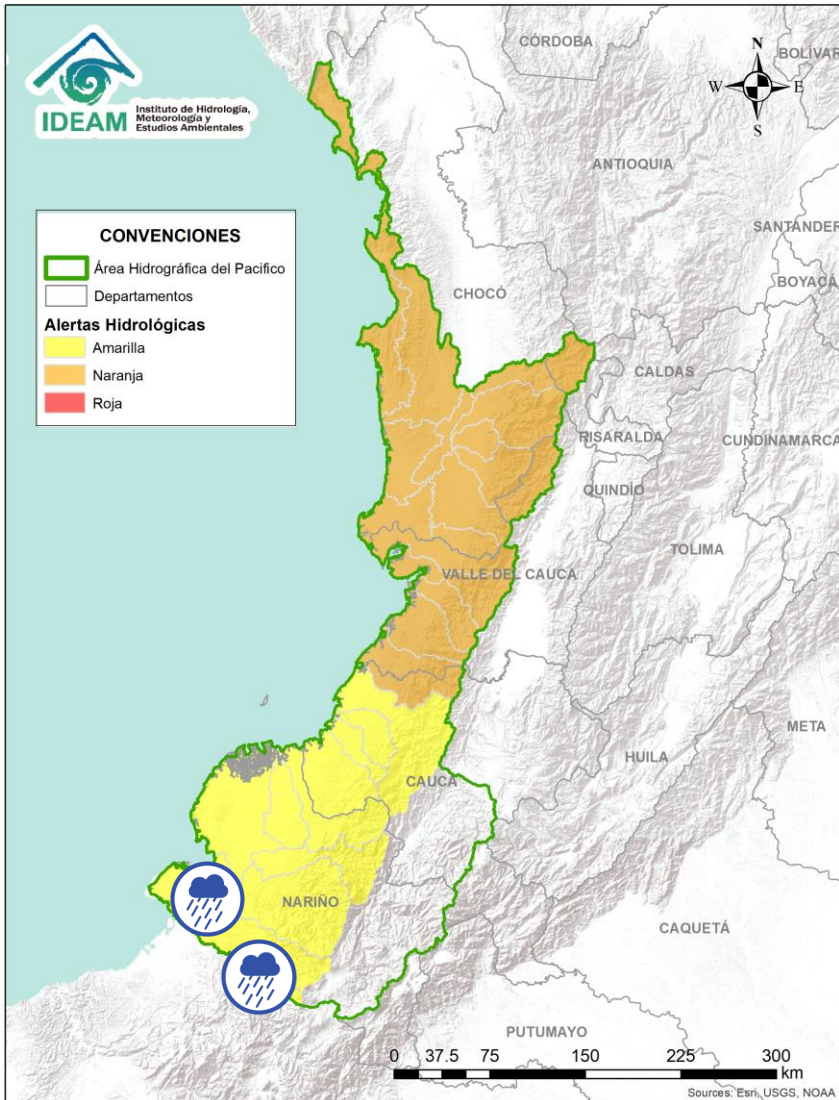 IDEAM
Instituto de Hidrología,
Meteorología y
Estudios Ambientales
CÓRDOBA
BOLÍVAR
N
W E
S
ANTIOQUIA
SANTANDER
BOYACÁ
CONVENCIONES
Área Hidrográfica del Pacifico
Departamentos
Alertas Hidrológicas
Amarilla
Naranja
Roja
CHOCÓ
CALDAS
RISARALDA
CUNDINAMARCA
QUINDÍO
TOLIMA
VALLE DEL CAUCA
META
HUILA
CAUCA
NARIÑO
CAQUETÁ
PUTUMAYO
0 37.5 75 150 225 300
km
Sources: Esri, USGS, NOAA